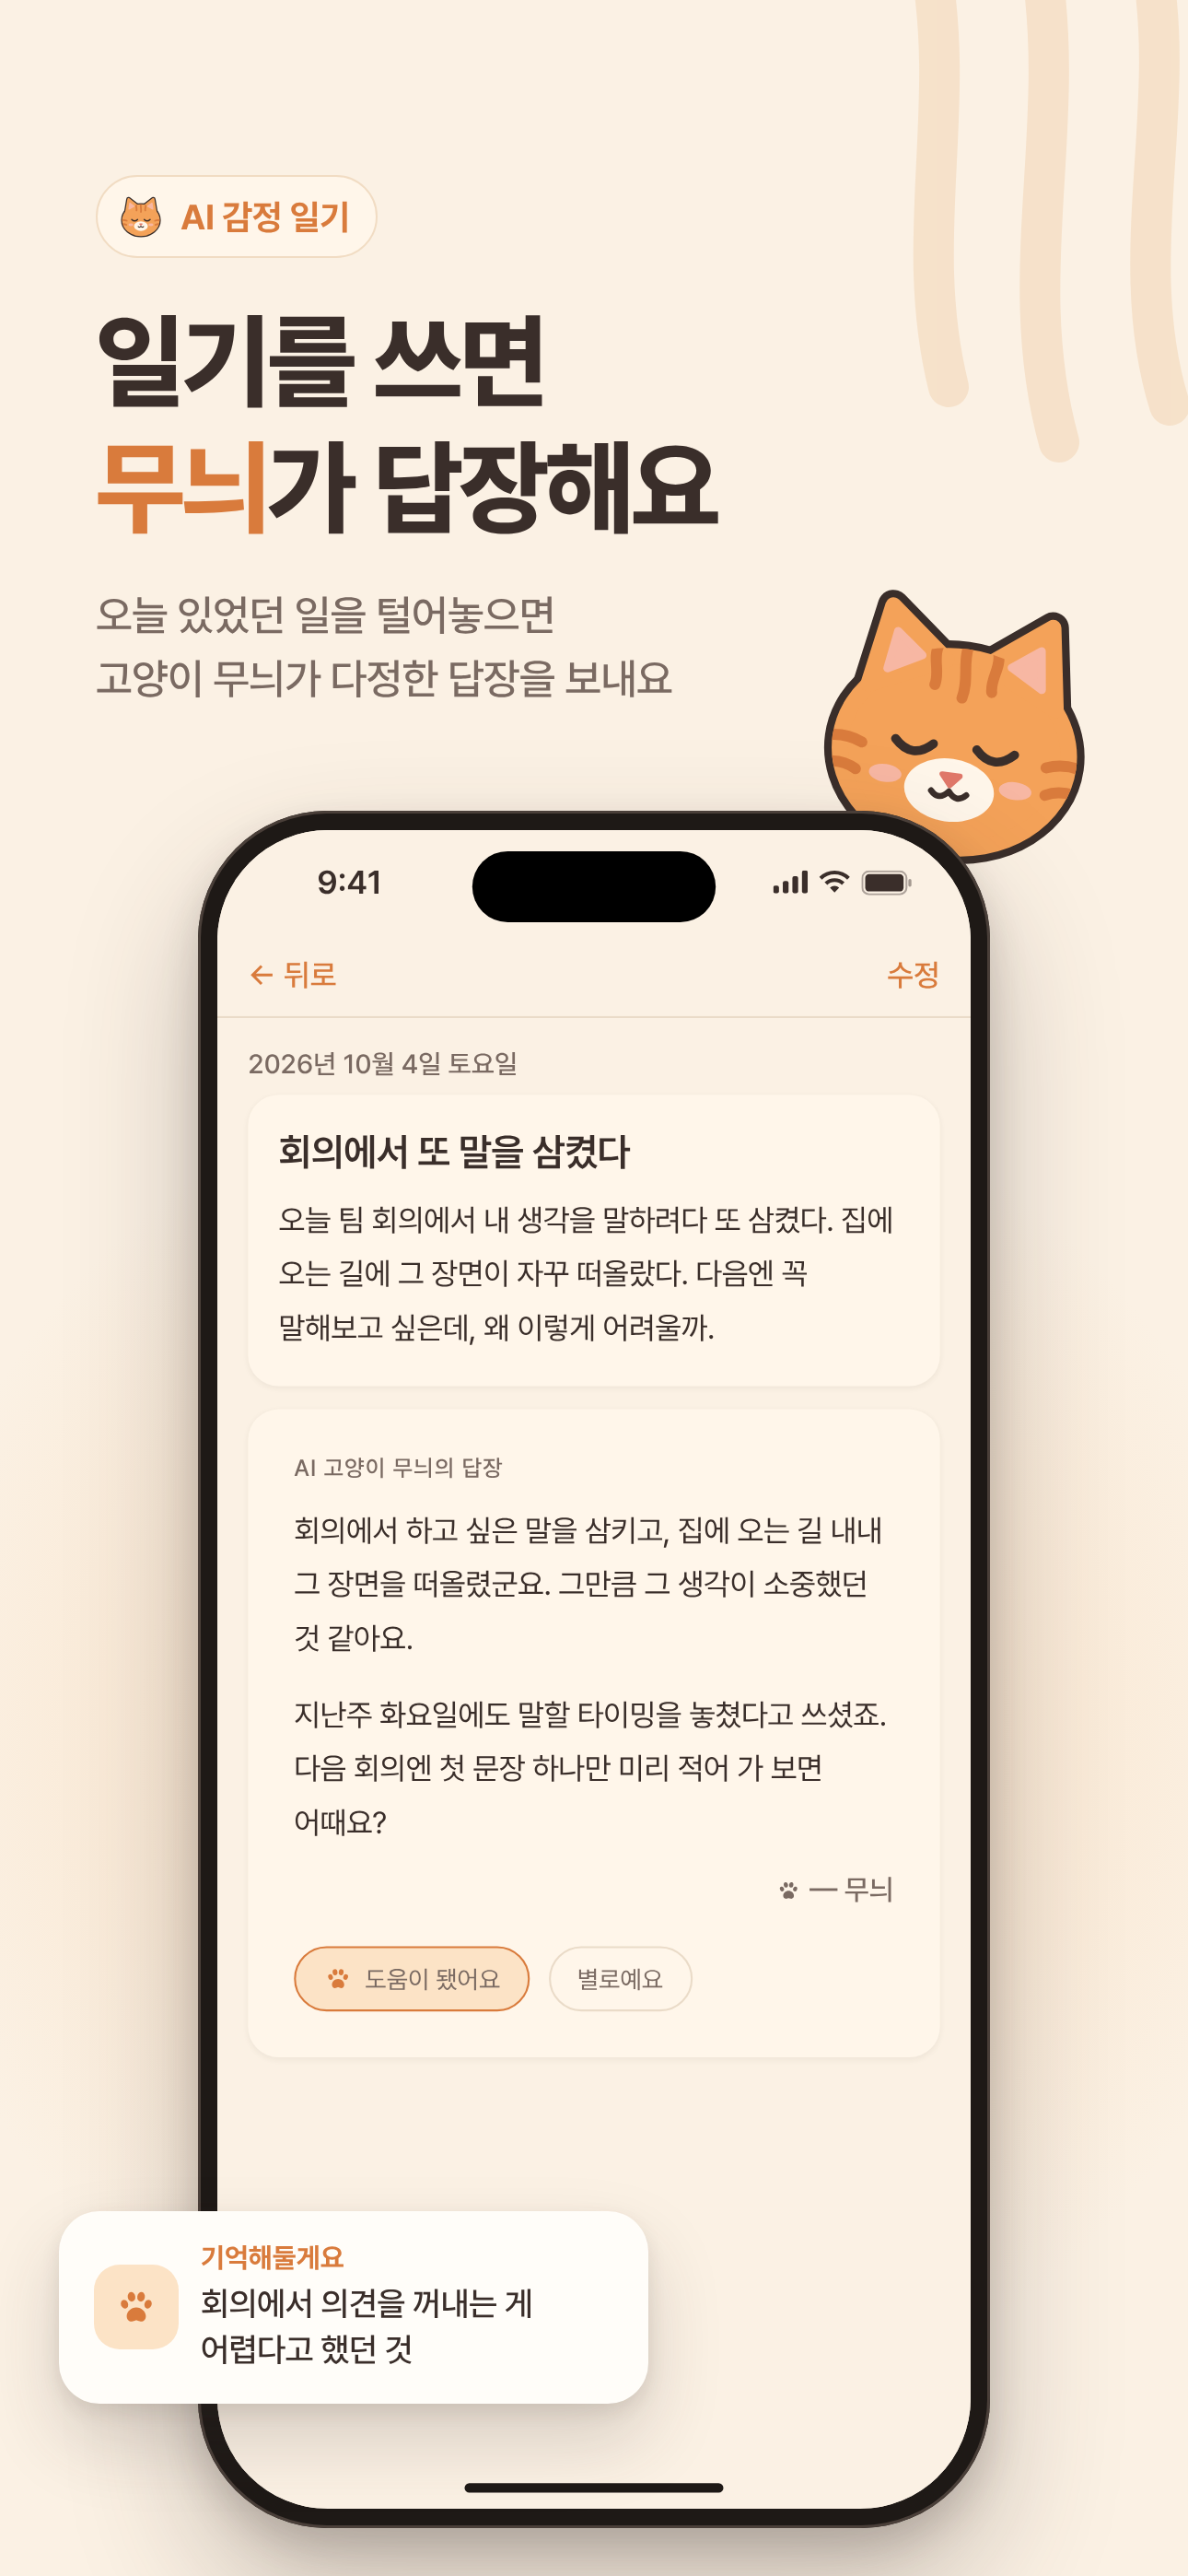 AI 감정 일기
일기를 쓰면
무늬가 답장해요
오늘 있었던 일을 털어놓으면
고양이 무늬가 다정한 답장을 보내요
9:41
← 뒤로
수정
2026년 10월 4일 토요일
회의에서 또 말을 삼켰다
오늘 팀 회의에서 내 생각을 말하려다 또 삼켰다. 집에
오는 길에 그 장면이 자꾸 떠올랐다. 다음엔 꼭
말해보고 싶은데, 왜 이렇게 어려울까.
AI 고양이 무늬의 답장
회의에서 하고 싶은 말을 삼키고, 집에 오는 길 내내
그 장면을 떠올렸군요. 그만큼 그 생각이 소중했던
것 같아요.
지난주 화요일에도 말할 타이밍을 놓쳤다고 쓰셨죠.
다음 회의엔 첫 문장 하나만 미리 적어 가 보면
어때요?
— 무늬
도움이 됐어요
별로예요
기억해둘게요
회의에서 의견을 꺼내는 게
어렵다고 했던 것